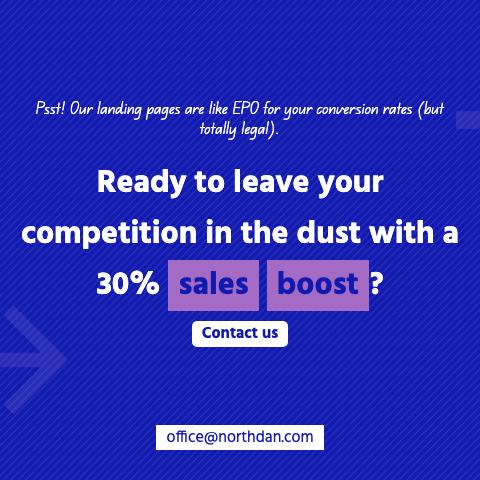 Psst! Our landing pages are like EPO for your conversion rates (but
totally legal).
Ready to leave your
competition in the dust with a
30% sales boost?
Contact us
office@northdan.com